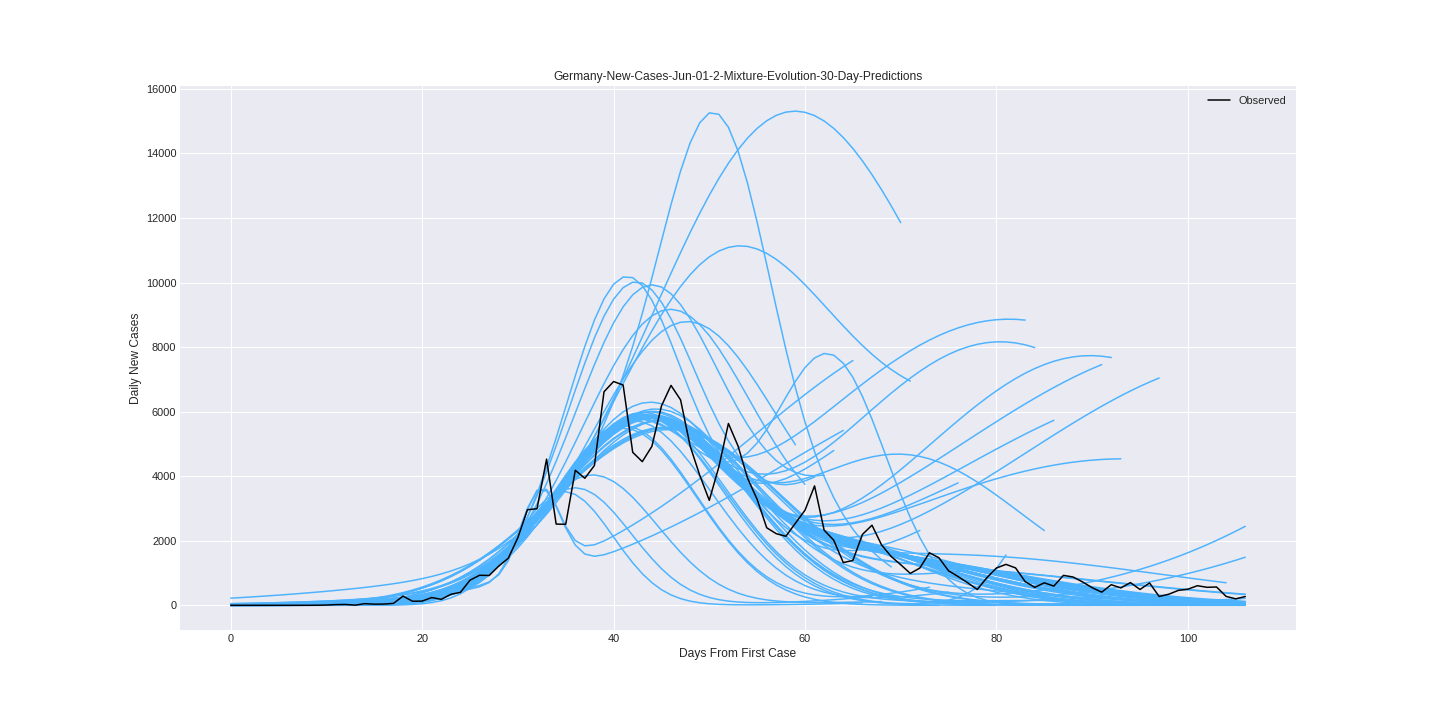 Germany-New-Cases-Jun-01-2-Mixture-Evolution-30-Day-Predictions
16000
14000
12000
10000
8000
6000
4000
2000
0
Daily New Cases
Observed
0 20 40 60 80 100
Days From First Case